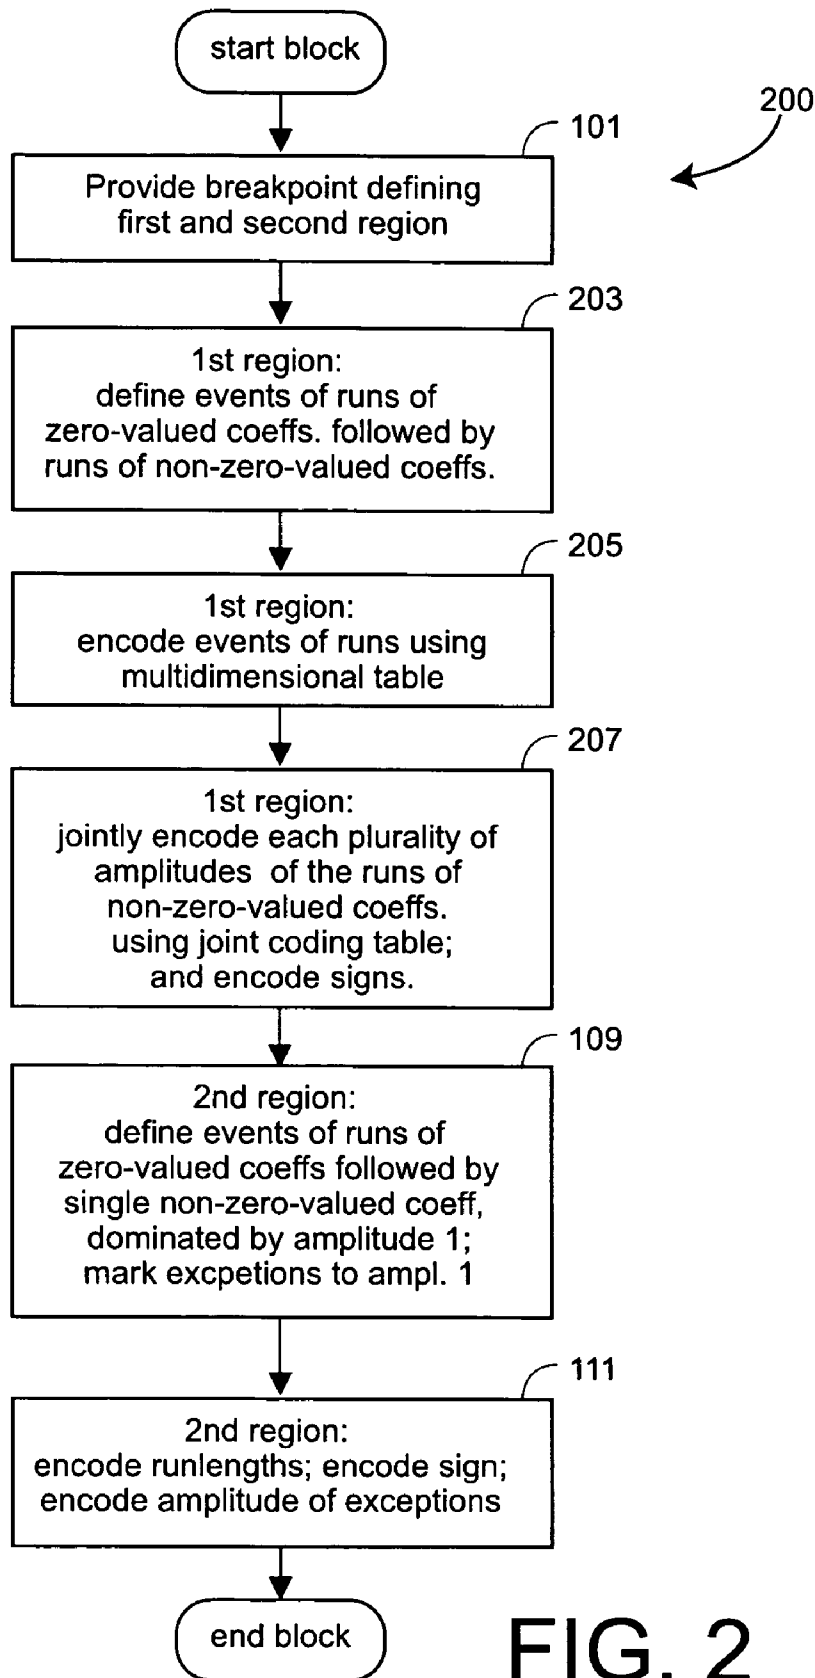 start block
200
101
Provide breakpoint defining
first and second region
203
1st region:
define events of runs of
zero-valued coeffs. followed by
runs of non-zero-valued coeffs.
205
1st region:
encode events of runs using
multidimensional table
207
1st region:
jointly encode each plurality of
amplitudes of the runs of
non-zero-valued coeffs.
using joint coding table;
and encode signs.
109
2nd region:
define events of runs of
zero-valued coeffs followed by
single non-zero-valued coeff,
dominated by amplitude 1;
mark excpetions to ampl. 1
111
2nd region:
encode runlengths; encode sign;
encode amplitude of exceptions
end block
FIG. 2